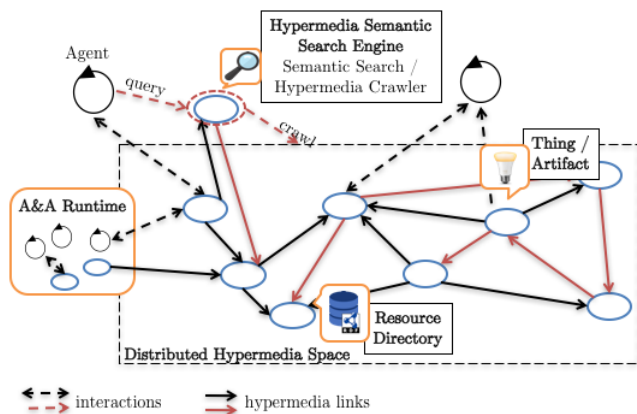 Hypermedia Semantic
Search Engine
Semantic Search /
Hypermedia Crawler
Agent
query
crawl
Thing /
Artifact
A&A Runtime
Resource
Directory
Distributed Hypermedia Space
interactions
hypermedia links